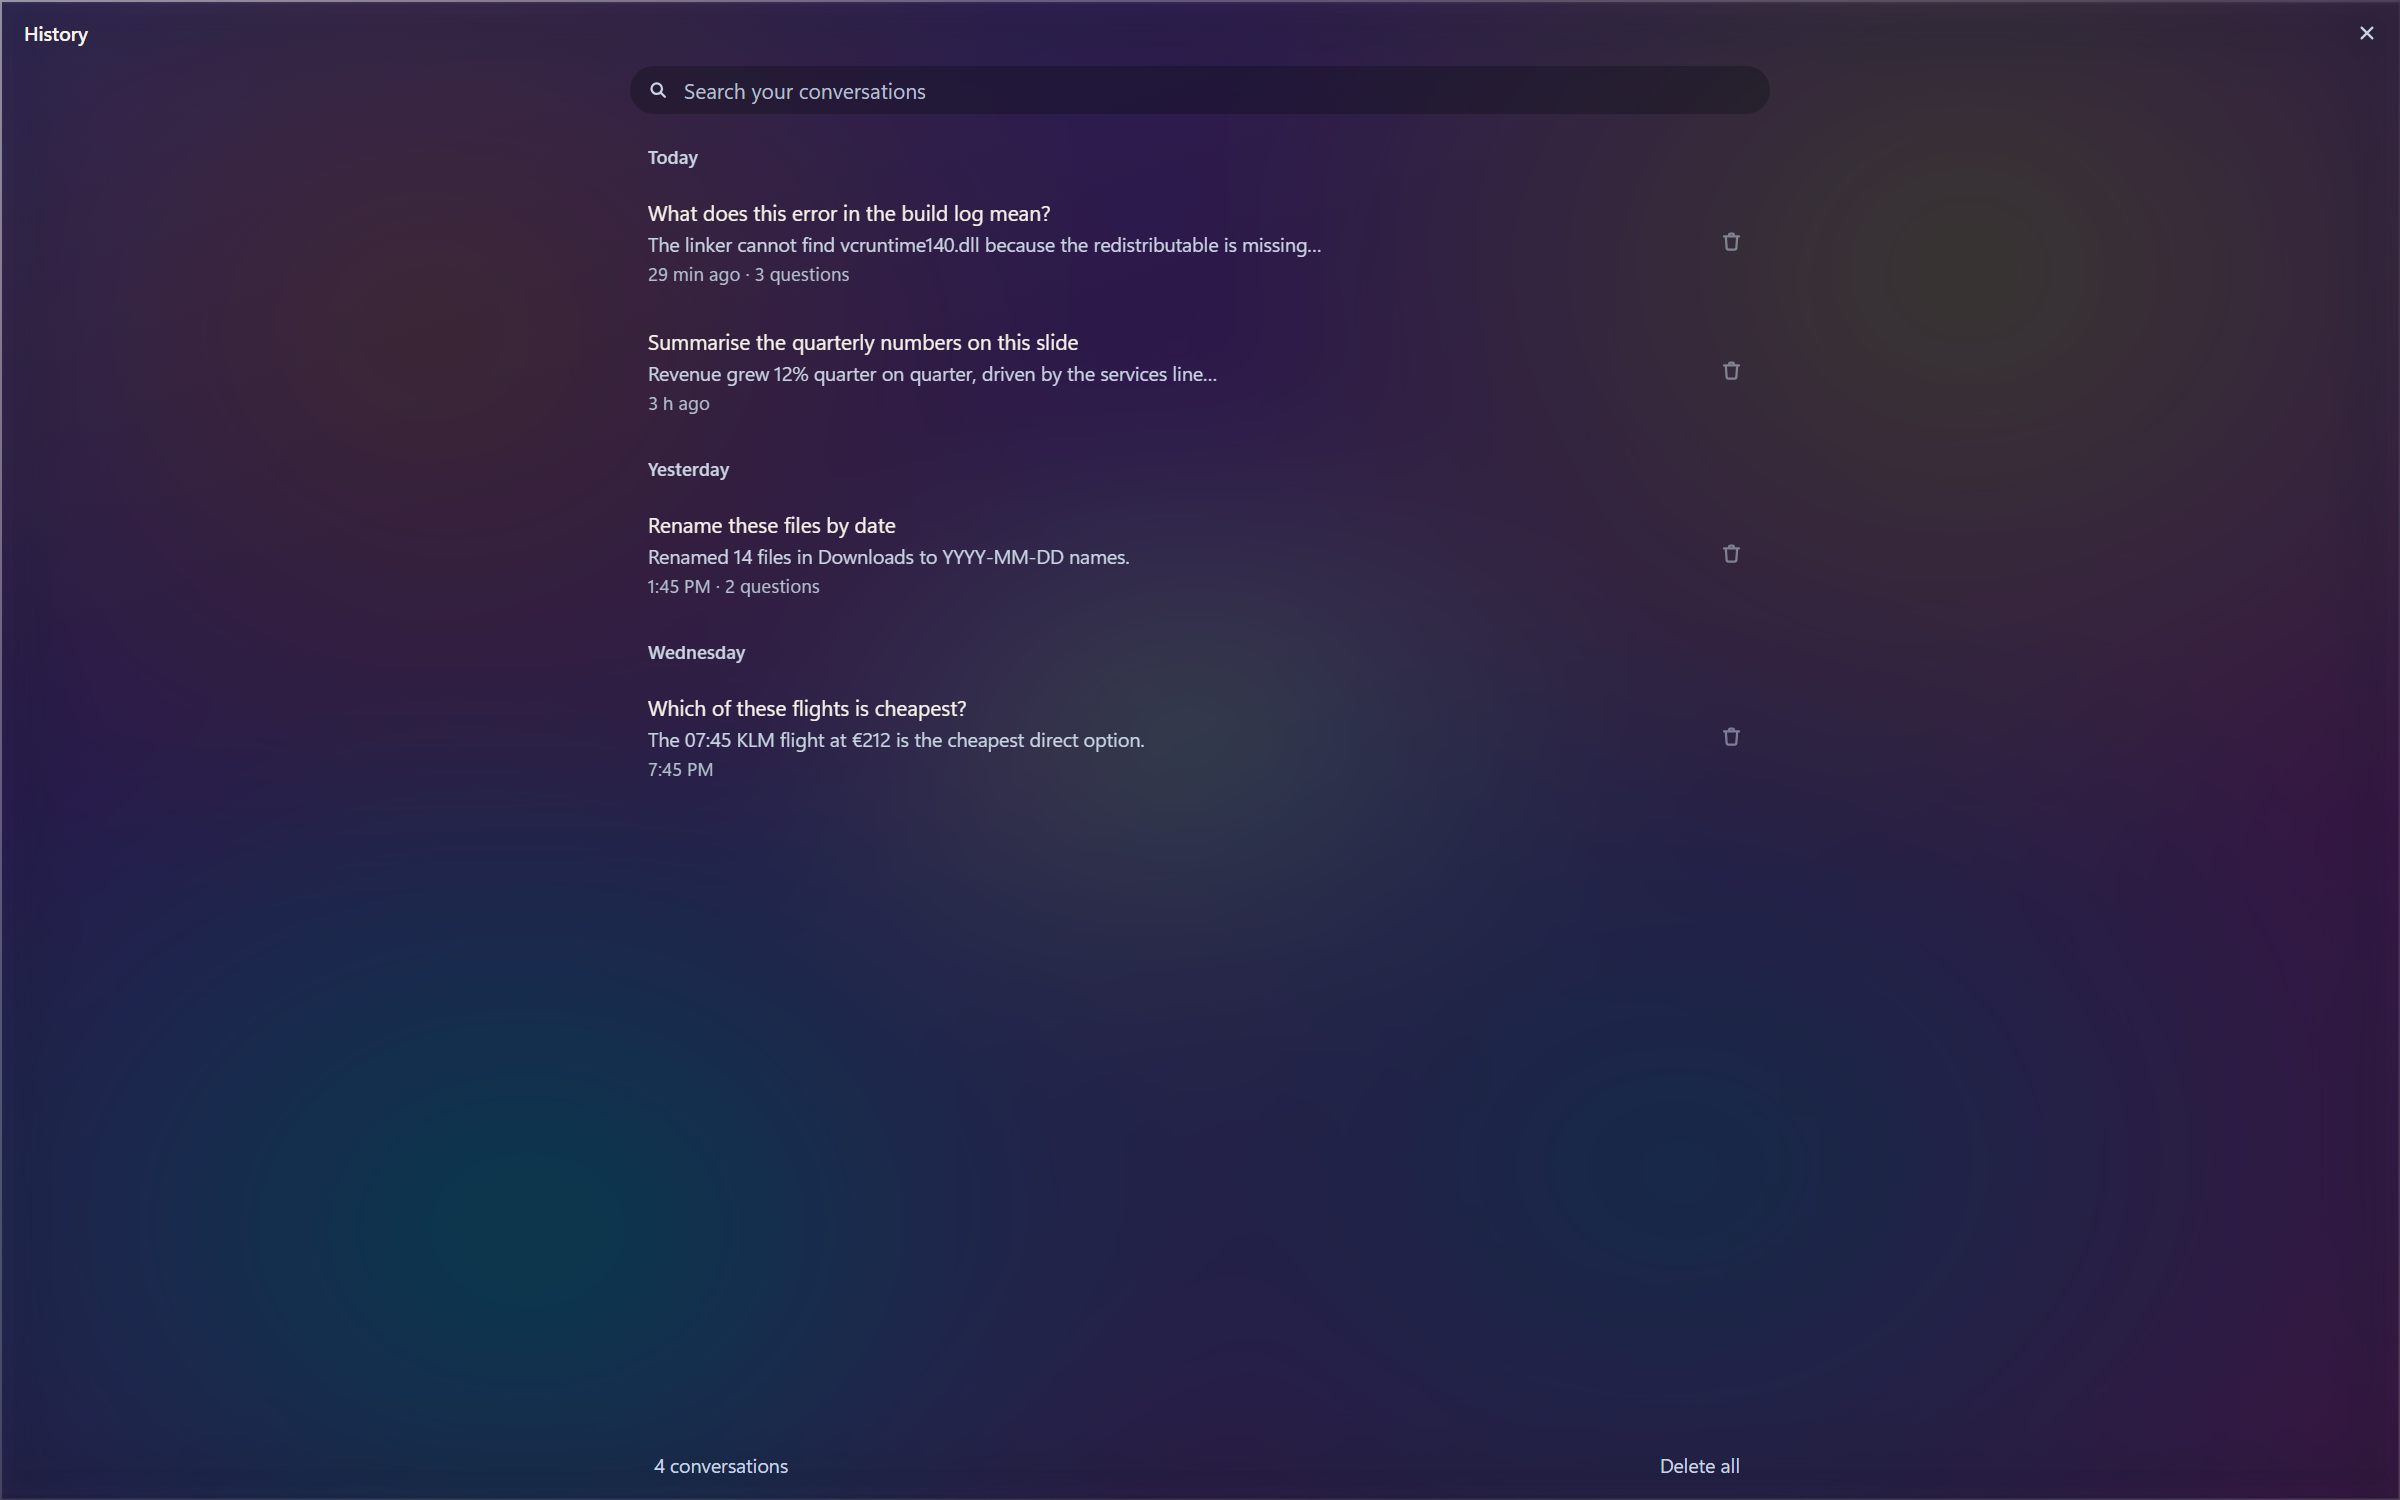 History
Search your conversations
Today
What does this error in the build log mean?
The linker cannot find vcruntime140.dll because the redistributable is missing...
29 min ago · 3 questions
Summarise the quarterly numbers on this slide
Revenue grew 12% quarter on quarter, driven by the services line...
3 h ago
Yesterday
Rename these files by date
Renamed 14 files in Downloads to YYYY-MM-DD names.
1:45 PM · 2 questions
Wednesday
Which of these flights is cheapest?
The 07:45 KLM flight at €212 is the cheapest direct option.
7:45 PM
4 conversations
Delete all